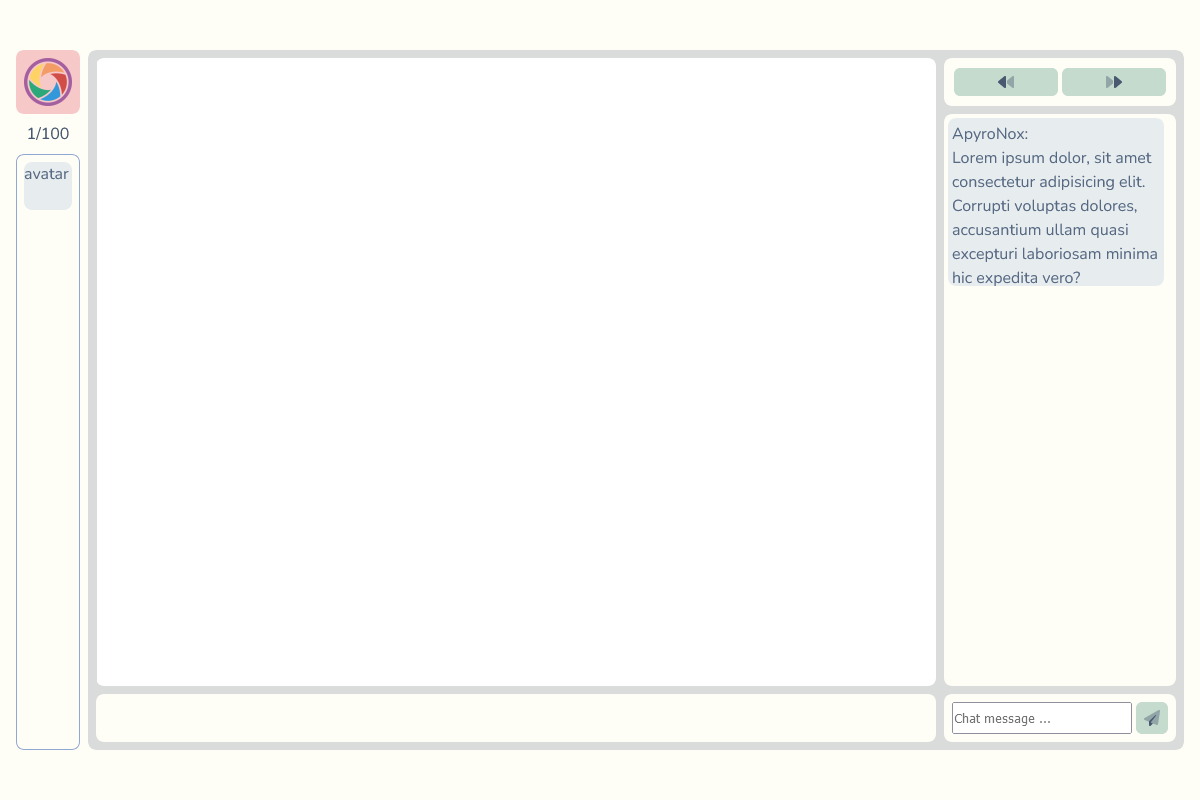 1/100
avatar
ApyroNox:
Lorem ipsum dolor, sit amet
consectetur adipisicing elit.
Corrupti voluptas dolores,
accusantium ullam quasi
excepturi laboriosam minima
hic expedita vero?
Chat message ...